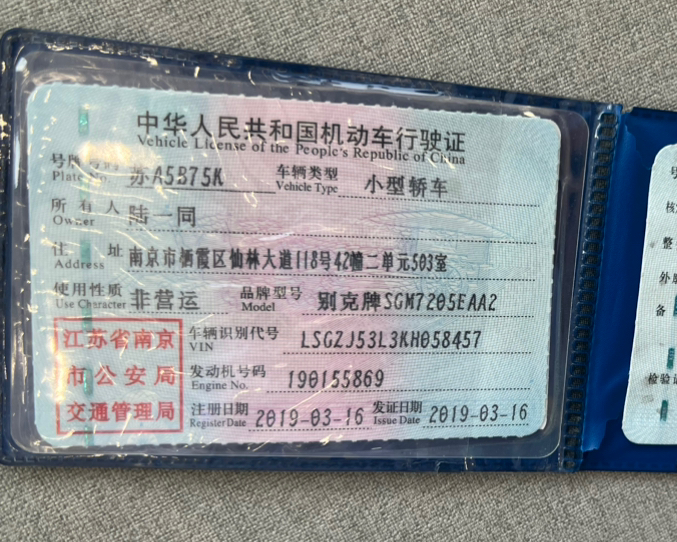 中华人民共和国机动车行驶证
Vehicle License of the People's Republic of China
号牌号码 苏A5B75K 车辆类型 小型轿车
Plate No. Vehicle Type
所有人 陆一同
Owner
住址 南京市栖霞区仙林大道118号42幢二单元503室
Address
使用性质 非营运 品牌型号 别克牌SGM7205EAA2
Use Character Model
江苏省南京
市公安局
交通管理局
车辆识别代号 LSGZJ53L3KH058457
VIN
发动机号码 190155869
Engine No.
注册日期 2019-03-16 发证日期 2019-03-16
Register Date Issue Date
号
核
整
外
备
检验